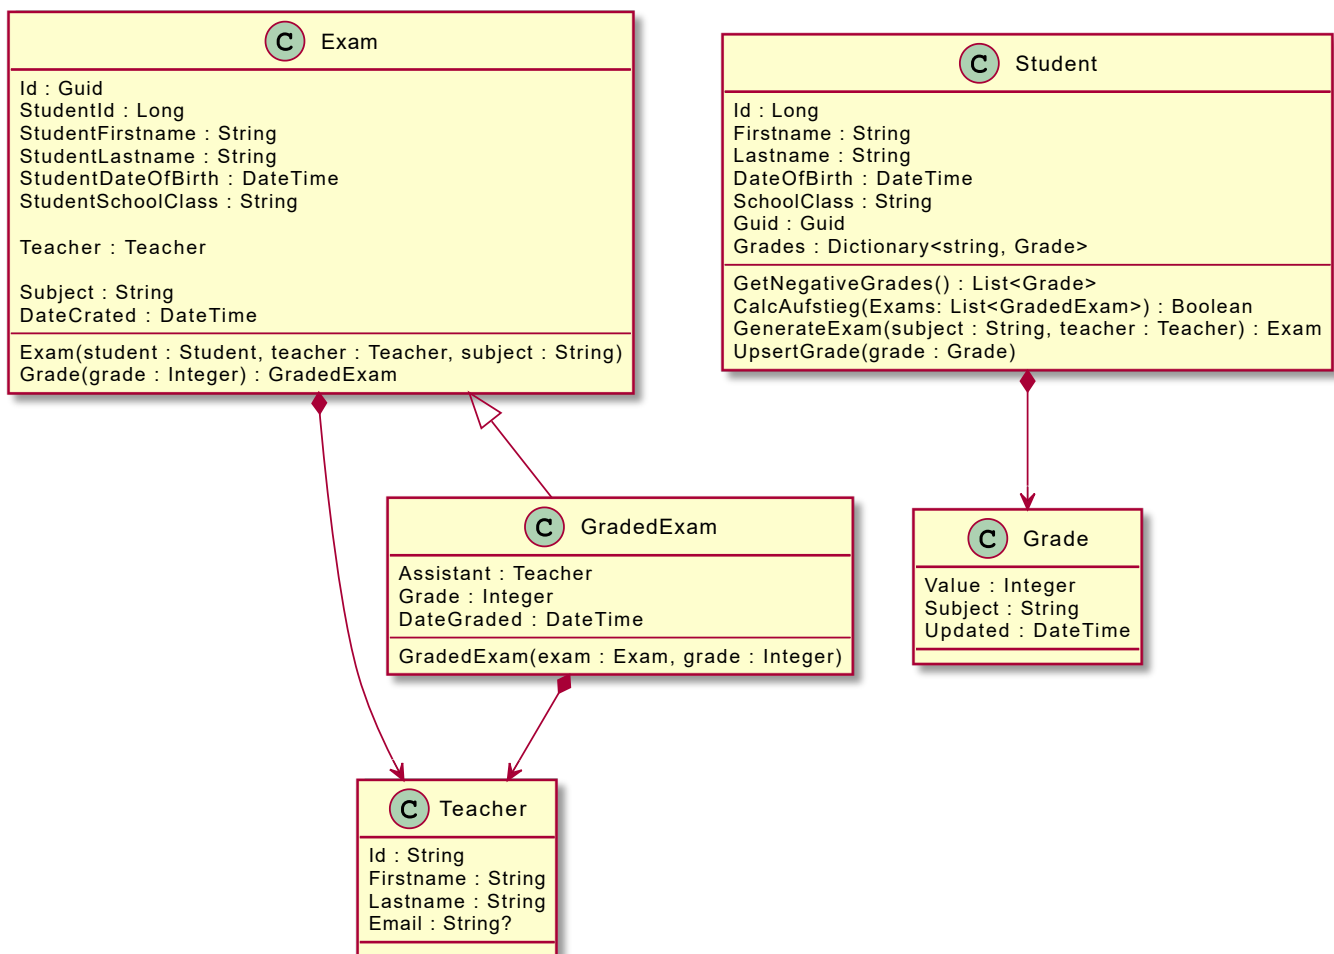 C Exam
Id : Guid
StudentId : Long
StudentFirstname : String
StudentLastname : String
StudentDateOfBirth : DateTime
StudentSchoolClass : String
Teacher : Teacher
Subject : String
DateCrated : DateTime
Exam(student : Student, teacher : Teacher, subject : String)
Grade(grade : Integer) : GradedExam
C Student
Id : Long
Firstname : String
Lastname : String
DateOfBirth : DateTime
SchoolClass : String
Guid : Guid
Grades : Dictionary<string, Grade>
GetNegativeGrades() : List<Grade>
CalcAufstieg(Exams: List<GradedExam>) : Boolean
GenerateExam(subject : String, teacher : Teacher) : Exam
UpsertGrade(grade : Grade)
C GradedExam
Assistant : Teacher
Grade : Integer
DateGraded : DateTime
GradedExam(exam : Exam, grade : Integer)
C Grade
Value : Integer
Subject : String
Updated : DateTime
C Teacher
Id : String
Firstname : String
Lastname : String
Email : String?